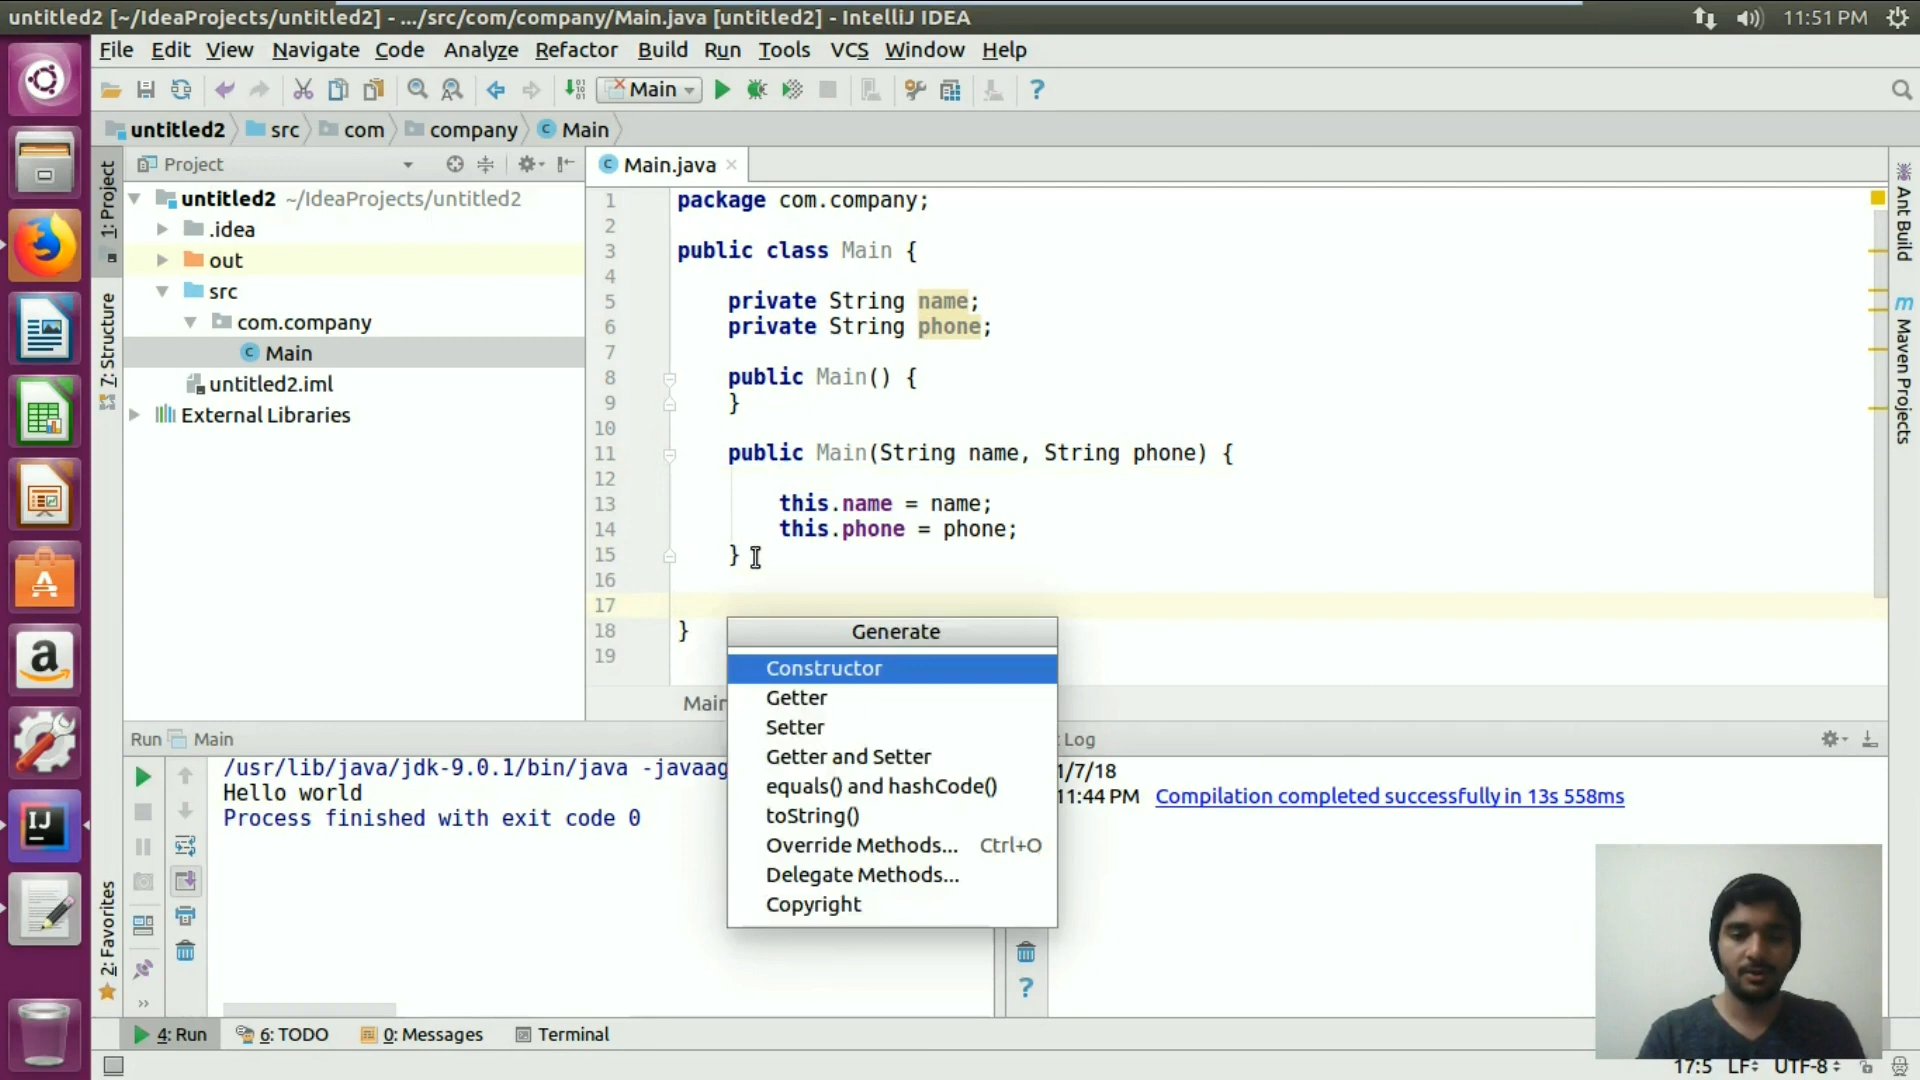 untitled2 [~/IdeaProjects/untitled2] - .../src/com/company/Main.java [untitled2] - IntelliJ IDEA
11:51 PM
File Edit View Navigate Code Analyze Refactor Build Run Tools VCS Window Help
Main
untitled2 src com company Main
Project
Main.java
1: Project
7: Structure
2: Favorites
untitled2 ~/IdeaProjects/untitled2
.idea
out
src
com.company
Main
untitled2.iml
External Libraries
1 package com.company;
2
3 public class Main {
4
5 private String name;
6 private String phone;
7
8 public Main() {
9 }
10
11 public Main(String name, String phone) {
12
13 this.name = name;
14 this.phone = phone;
15 }
16
17
18 }
19
Ant Build
Maven Projects
Generate
Constructor
Getter
Setter
Getter and Setter
equals() and hashCode()
toString()
Override Methods... Ctrl+O
Delegate Methods...
Copyright
Run Main
/usr/lib/java/jdk-9.0.1/bin/java -javaag
Hello world
Process finished with exit code 0
Log
1/7/18
11:44 PM Compilation completed successfully in 13s 558ms
4: Run 6: TODO 0: Messages Terminal
17:5 LF UTF-8